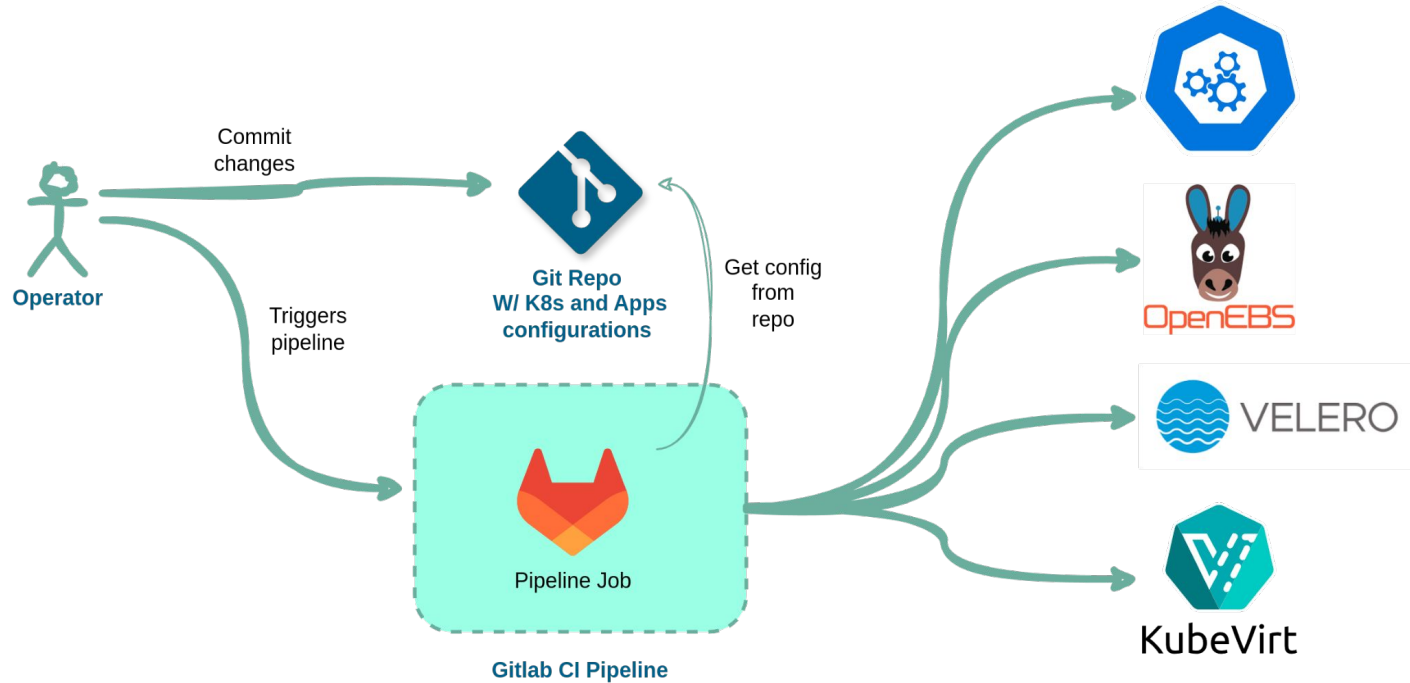 Commit
changes
Operator
Git Repo
W/ K8s and Apps
configurations
Get config
from
repo
Triggers
pipeline
Pipeline Job
Gitlab CI Pipeline
OpenEBS
VELERO
KubeVirt